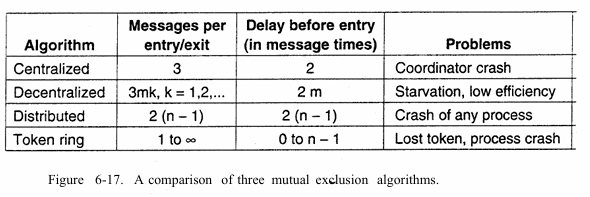 Algorithm Messages per entry/exit Delay before entry (in message times) Problems
Centralized 3 2 Coordinator crash
Decentralized 3mk, k = 1,2,... 2 m Starvation, low efficiency
Distributed 2 (n – 1) 2 (n – 1) Crash of any process
Token ring 1 to ∞ 0 to n – 1 Lost token, process crash
Figure 6-17. A comparison of three mutual exclusion algorithms.